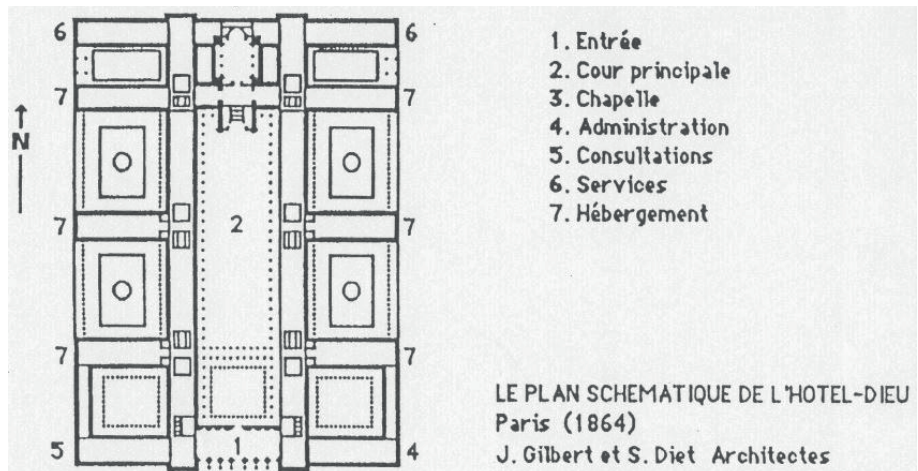 6
6
7
7
N
2
7
7
7
7
1
5
4
1. Entrée
2. Cour principale
3. Chapelle
4. Administration
5. Consultations
6. Services
7. Hébergement
LE PLAN SCHEMATIQUE DE L'HOTEL-DIEU
Paris (1864)
J. Gilbert et S. Diet Architectes